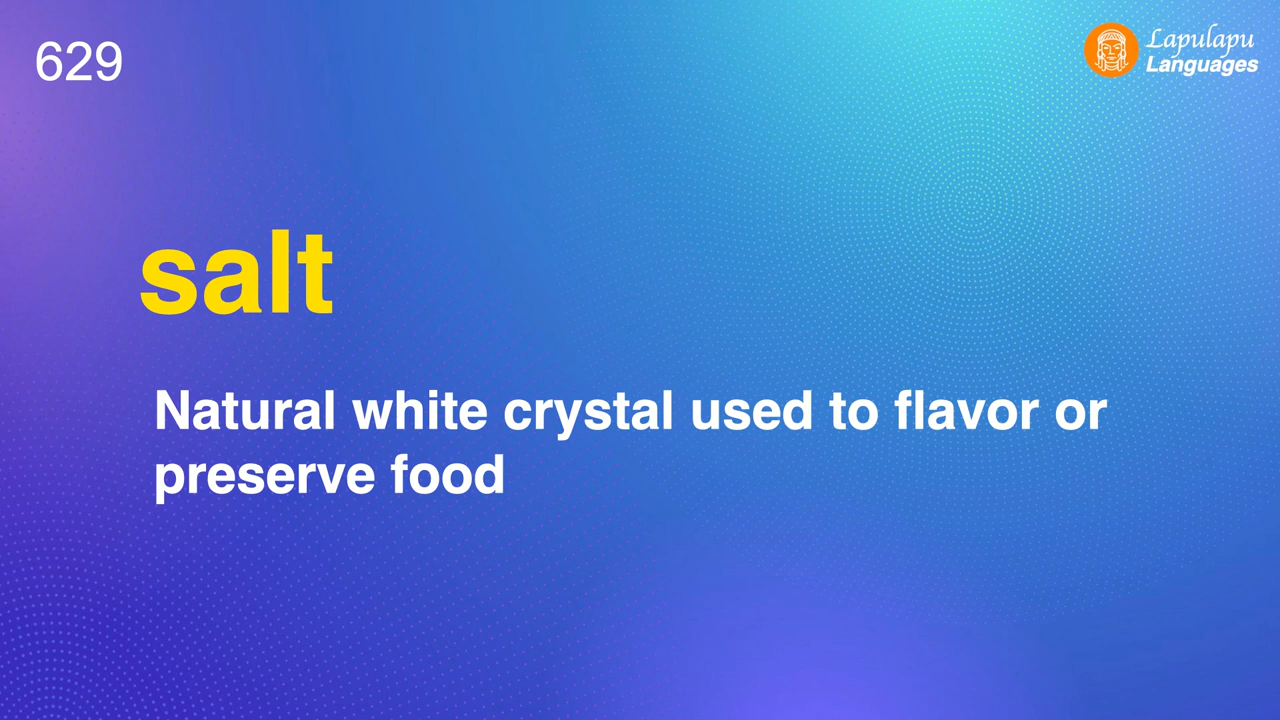 629
Lapulapu
Languages
salt
Natural white crystal used to flavor or
preserve food